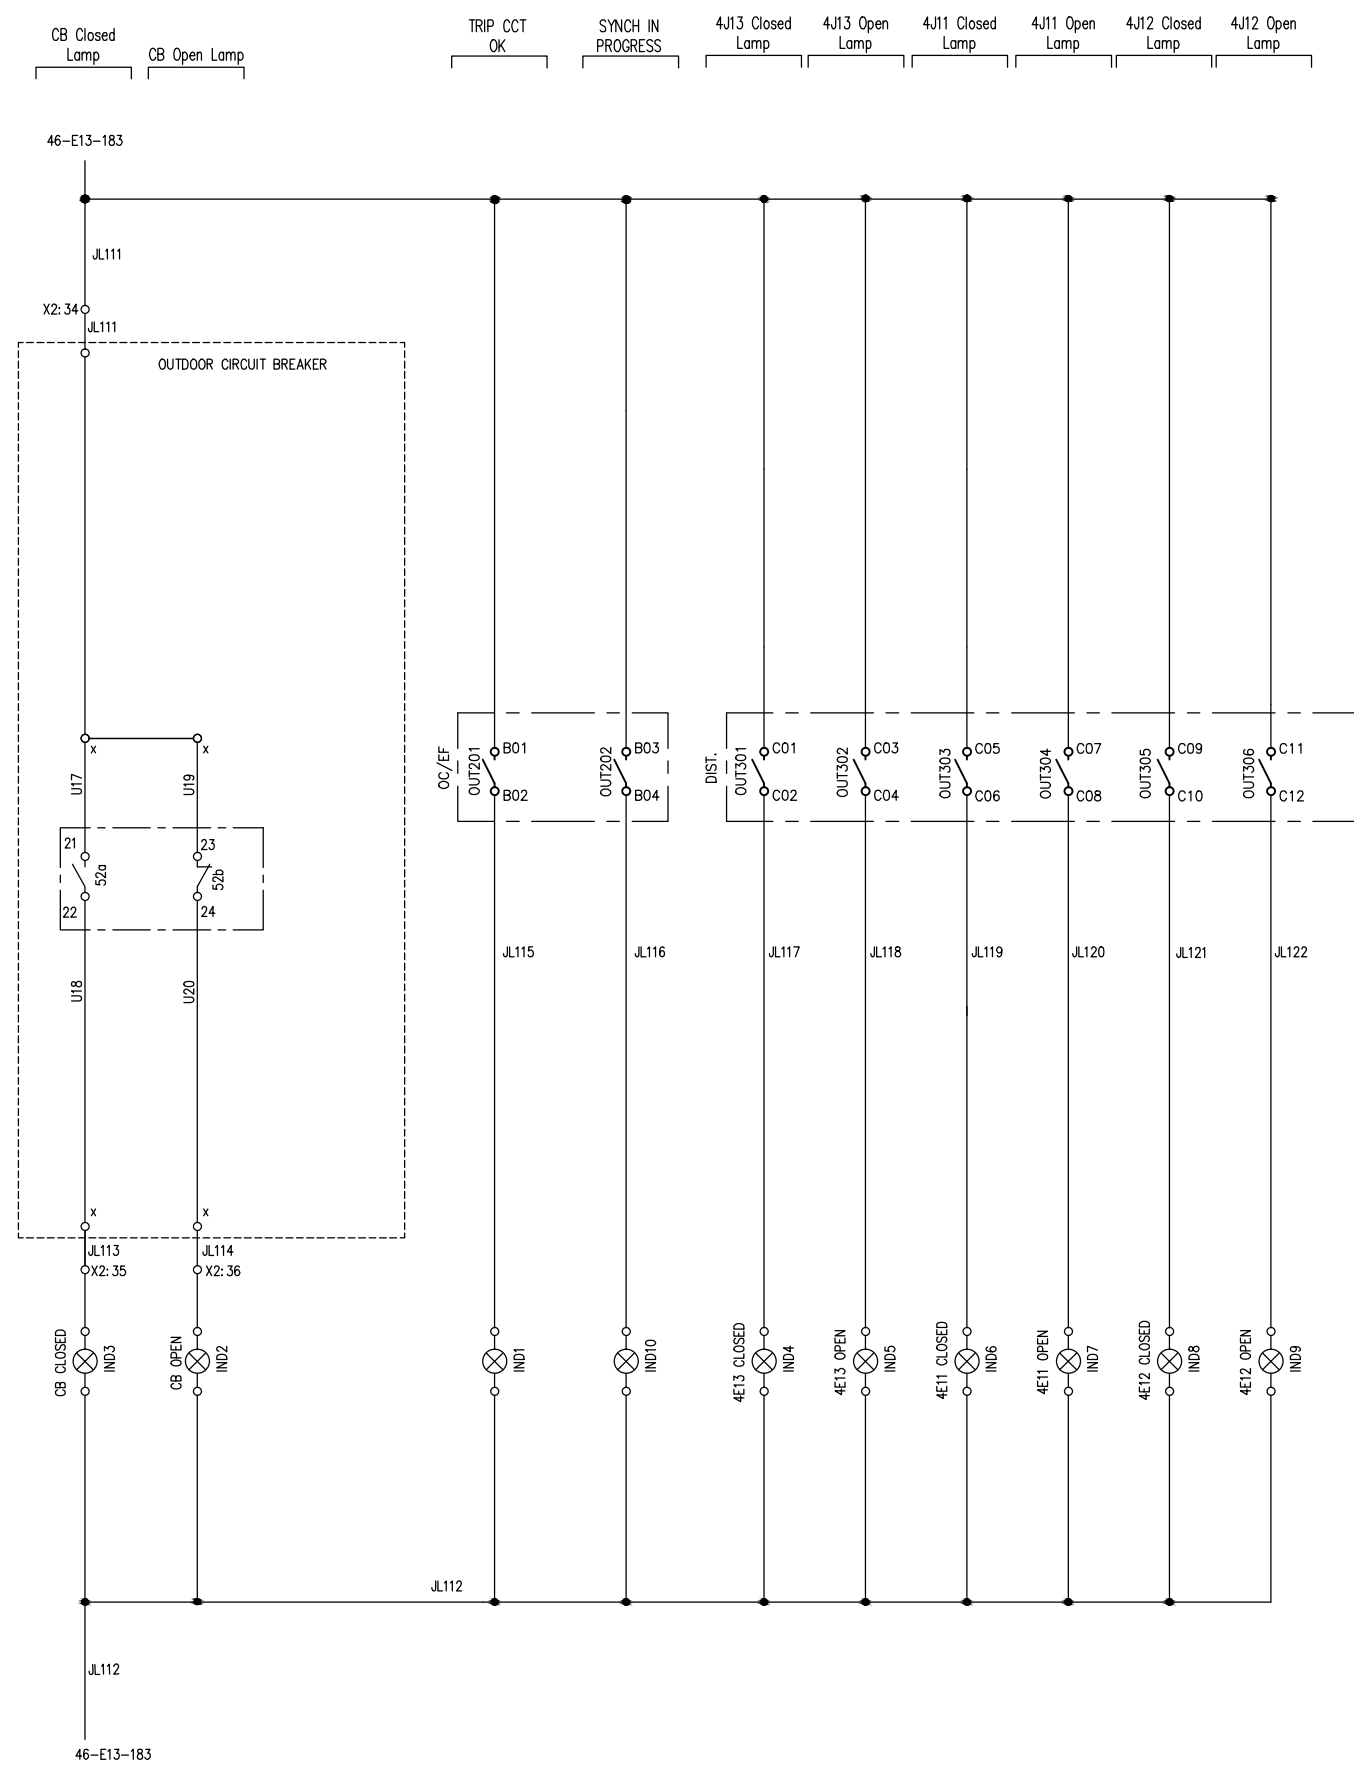 CB Closed
Lamp
CB Open Lamp
TRIP CCT
OK
SYNCH IN
PROGRESS
4J13 Closed
Lamp
4J13 Open
Lamp
4J11 Closed
Lamp
4J11 Open
Lamp
4J12 Closed
Lamp
4J12 Open
Lamp
46-E13-183
JL111
X2:34
JL111
OUTDOOR CIRCUIT BREAKER
x
x
U17
U19
OC/EF
OUT201
B01
B02
OUT202
B03
B04
DIST.
OUT301
C01
C02
OUT302
C03
C04
OUT303
C05
C06
OUT304
C07
C08
OUT305
C09
C10
OUT306
C11
C12
21
52a
22
23
52b
24
U18
U20
JL115
JL116
JL117
JL118
JL119
JL120
JL121
JL122
x
x
JL113
JL114
X2:35
X2:36
CB CLOSED
IND3
CB OPEN
IND2
IND1
IND10
4E13 CLOSED
IND4
4E13 OPEN
IND5
4E11 CLOSED
IND6
4E11 OPEN
IND7
4E12 CLOSED
IND8
4E12 OPEN
IND9
JL112
JL112
46-E13-183